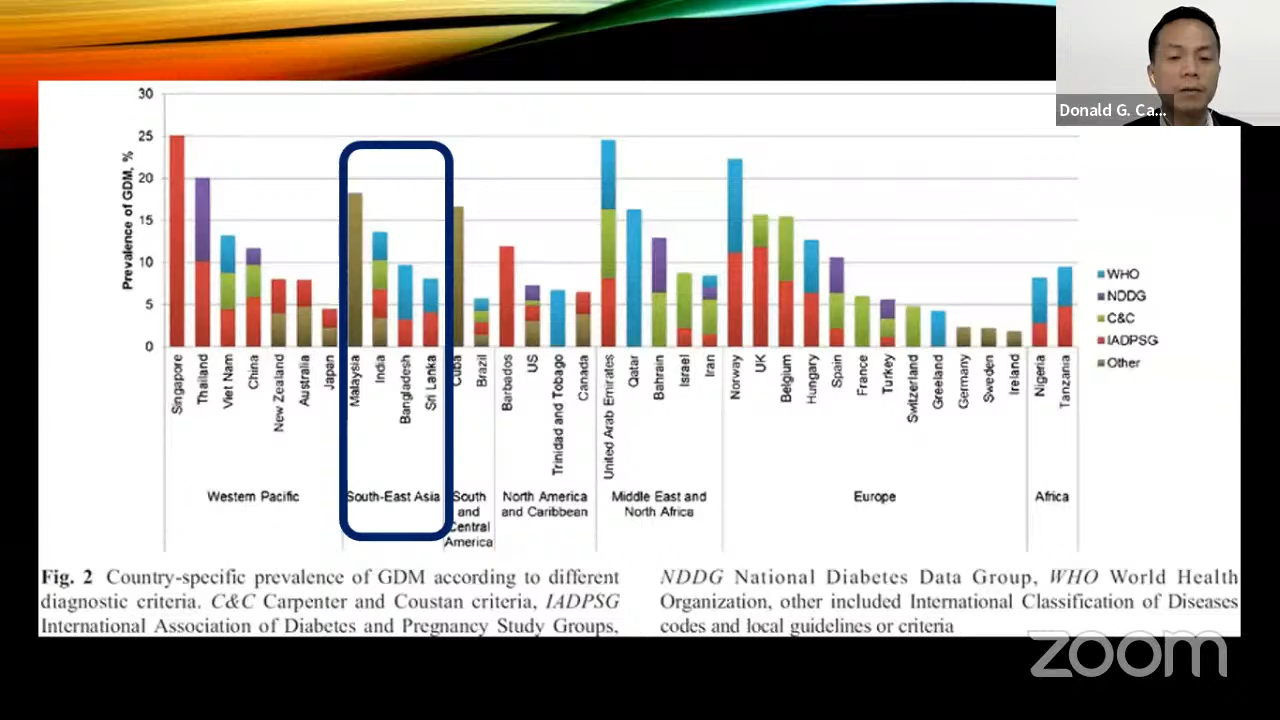 Donald G. Ca...
30
25
20
15
10
5
0
Prevalence of GDM, %
WHO
NDDG
C&C
IADPSG
Other
Singapore
Thailand
Viet Nam
China
New Zealand
Australia
Japan
Malaysia
India
Bangladesh
Sri Lanka
Cuba
Brazil
Barbados
US
Trinidad and Tobago
Canada
United Arab Emirates
Qatar
Bahrain
Israel
Iran
Norway
UK
Belgium
Hungary
Spain
France
Turkey
Switzerland
Greeland
Germany
Sweden
Ireland
Nigeria
Tanzania
Western Pacific
South-East Asia
South
and
Central
America
North America
and Caribbean
Middle East and
North Africa
Europe
Africa
Fig. 2 Country-specific prevalence of GDM according to different
diagnostic criteria. C&C Carpenter and Coustan criteria, IADPSG
International Association of Diabetes and Pregnancy Study Groups,
NDDG National Diabetes Data Group, WHO World Health
Organization, other included International Classification of Diseases
codes and local guidelines or criteria
zoom